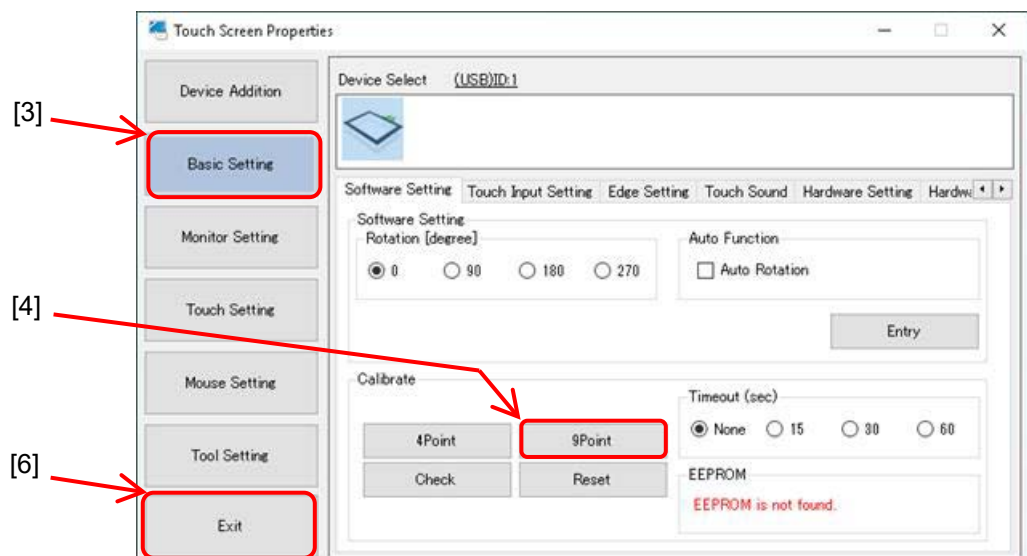 Touch Screen Properties
[3]
[4]
[6]
Device Addition
Basic Setting
Monitor Setting
Touch Setting
Mouse Setting
Tool Setting
Exit
Device Select (USB)ID:1
Software Setting Touch Input Setting Edge Setting Touch Sound Hardware Setting Hardw
Software Setting
Rotation [degree]
0 90 180 270
Auto Function
Auto Rotation
Entry
Calibrate
4Point 9Point
Check Reset
Timeout (sec)
None 15 30 60
EEPROM
EEPROM is not found.